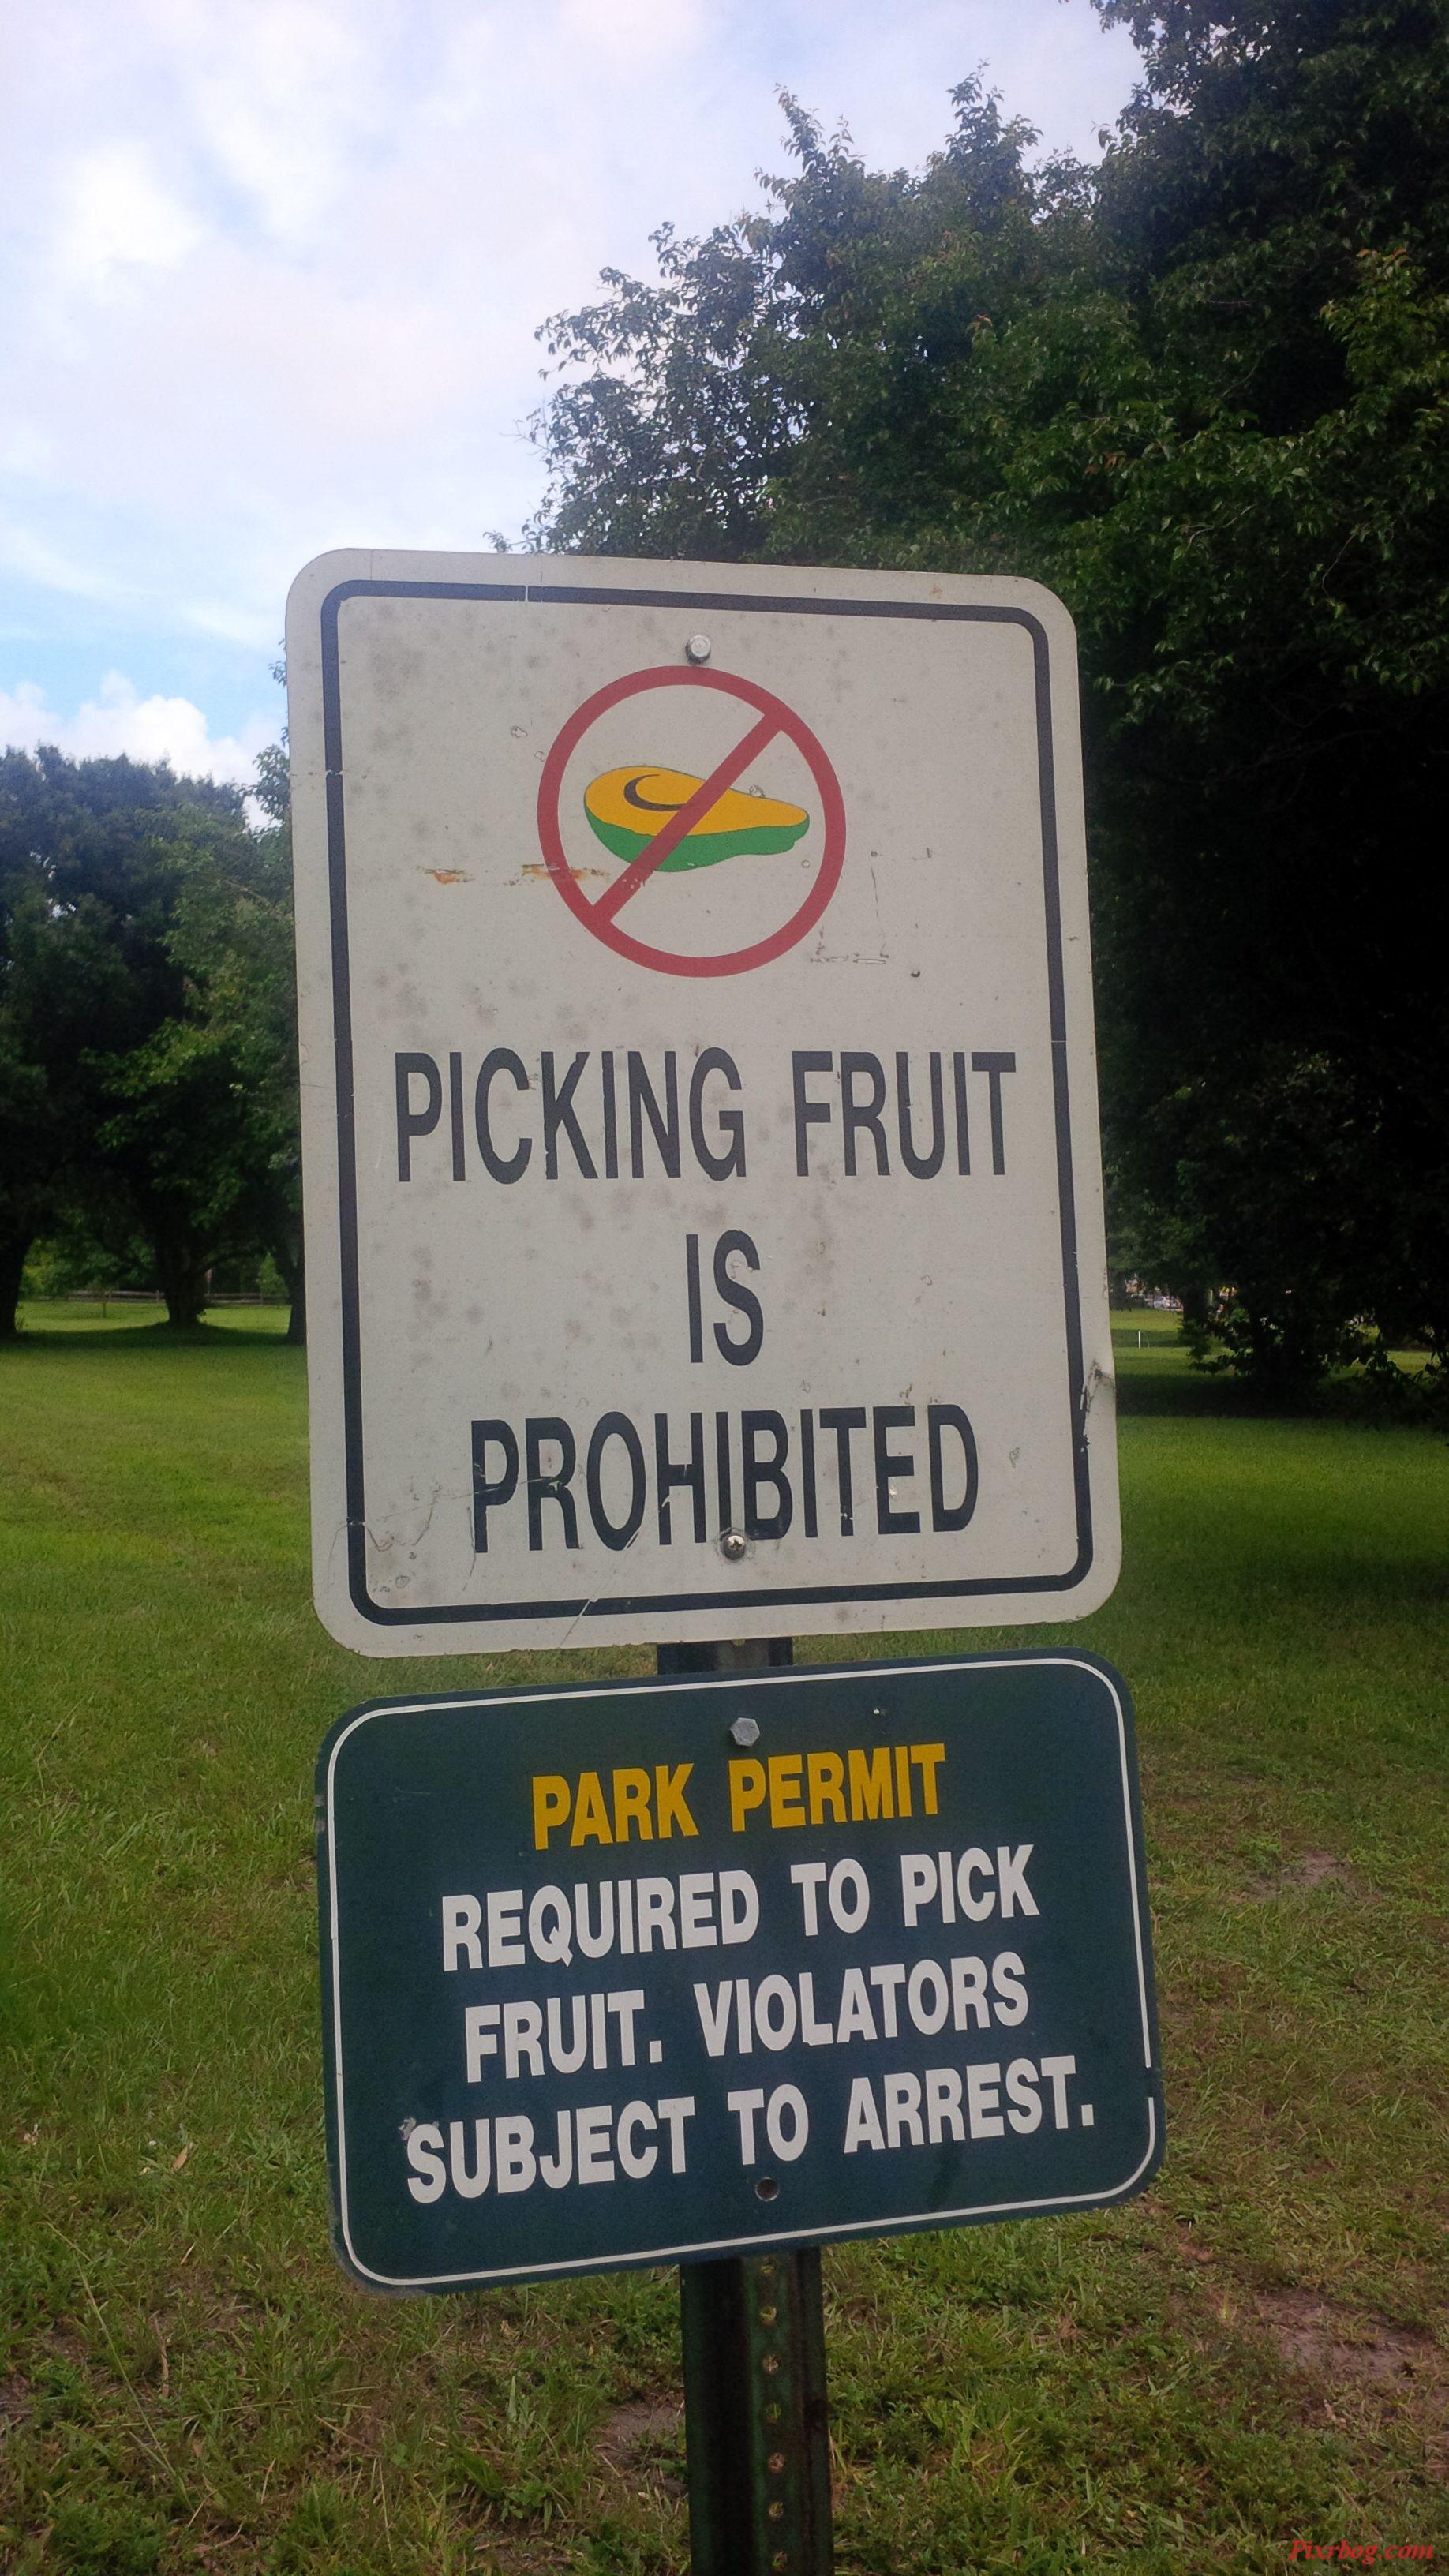 PICKING FRUIT
IS
PROHIBITED
PARK PERMIT
REQUIRED TO PICK
FRUIT. VIOLATORS
SUBJECT TO ARREST.
Pixrbog.com